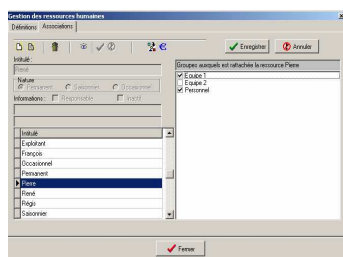 Gestion des ressources humaines
Définitions Associations
Enregistrer Annuler
Intitulé :
René
Nature
Permanent Saisonnier Occasionnel
Informations : Responsable Inactif
Groupes auxquels est rattachée la ressource Pierre
Equipe 1
Equipe 2
Personnel
Intitulé
Exploitant
François
Occasionnel
Permanent
Pierre
René
Régis
Saisonnier
Fermer